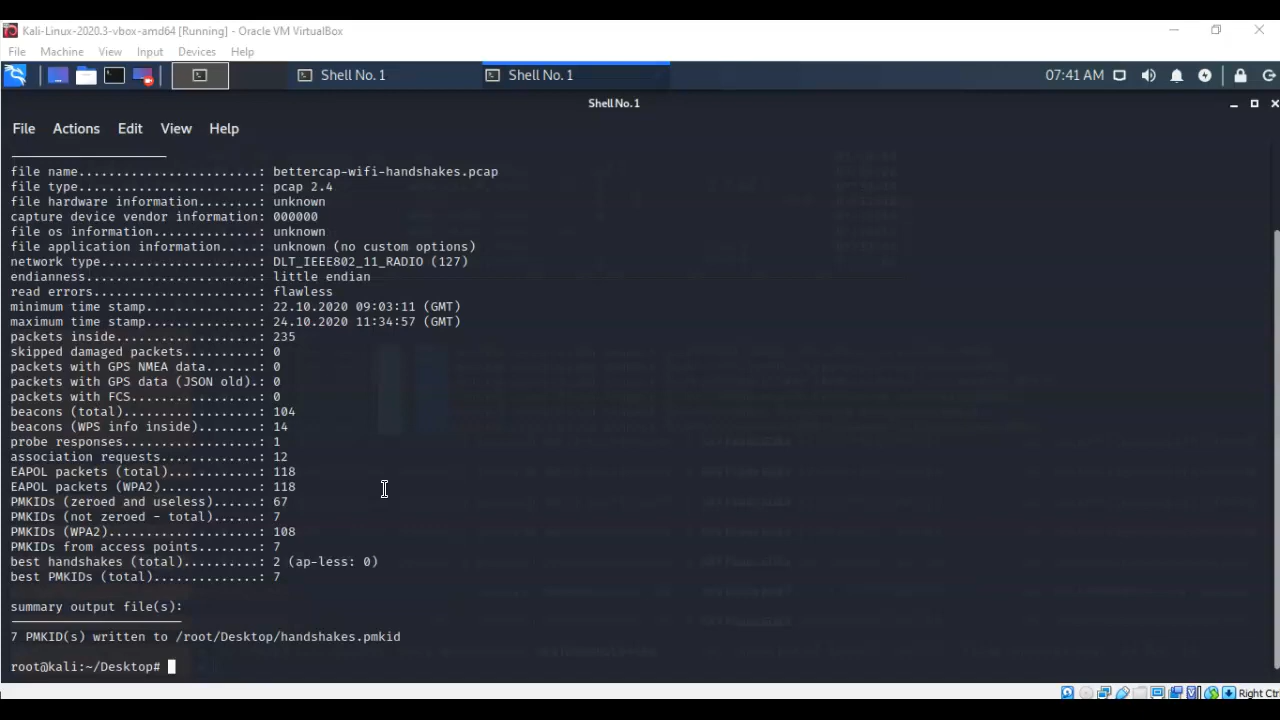 Kali-Linux-2020.3-vbox-amd64 [Running] - Oracle VM VirtualBox
File Machine View Input Devices Help
Shell No. 1 Shell No. 1 07:41 AM
Shell No. 1
File Actions Edit View Help
file name........................: bettercap-wifi-handshakes.pcap
file type........................: pcap 2.4
file hardware information........: unknown
capture device vendor information: 000000
file os information..............: unknown
file application information.....: unknown (no custom options)
network type.....................: DLT_IEEE802_11_RADIO (127)
endianness.......................: little endian
read errors......................: flawless
minimum time stamp...............: 22.10.2020 09:03:11 (GMT)
maximum time stamp...............: 24.10.2020 11:34:57 (GMT)
packets inside...................: 235
skipped damaged packets..........: 0
packets with GPS NMEA data.......: 0
packets with GPS data (JSON old).: 0
packets with FCS.................: 0
beacons (total)..................: 104
beacons (WPS info inside)........: 14
probe responses..................: 1
association requests.............: 12
EAPOL packets (total)............: 118
EAPOL packets (WPA2).............: 118
PMKIDs (zeroed and useless)......: 67
PMKIDs (not zeroed - total)......: 7
PMKIDs (WPA2)....................: 108
PMKIDs from access points........: 7
best handshakes (total)..........: 2 (ap-less: 0)
best PMKIDs (total)..............: 7
summary output file(s):
7 PMKID(s) written to /root/Desktop/handshakes.pmkid
root@kali:~/Desktop#
Right Ctr